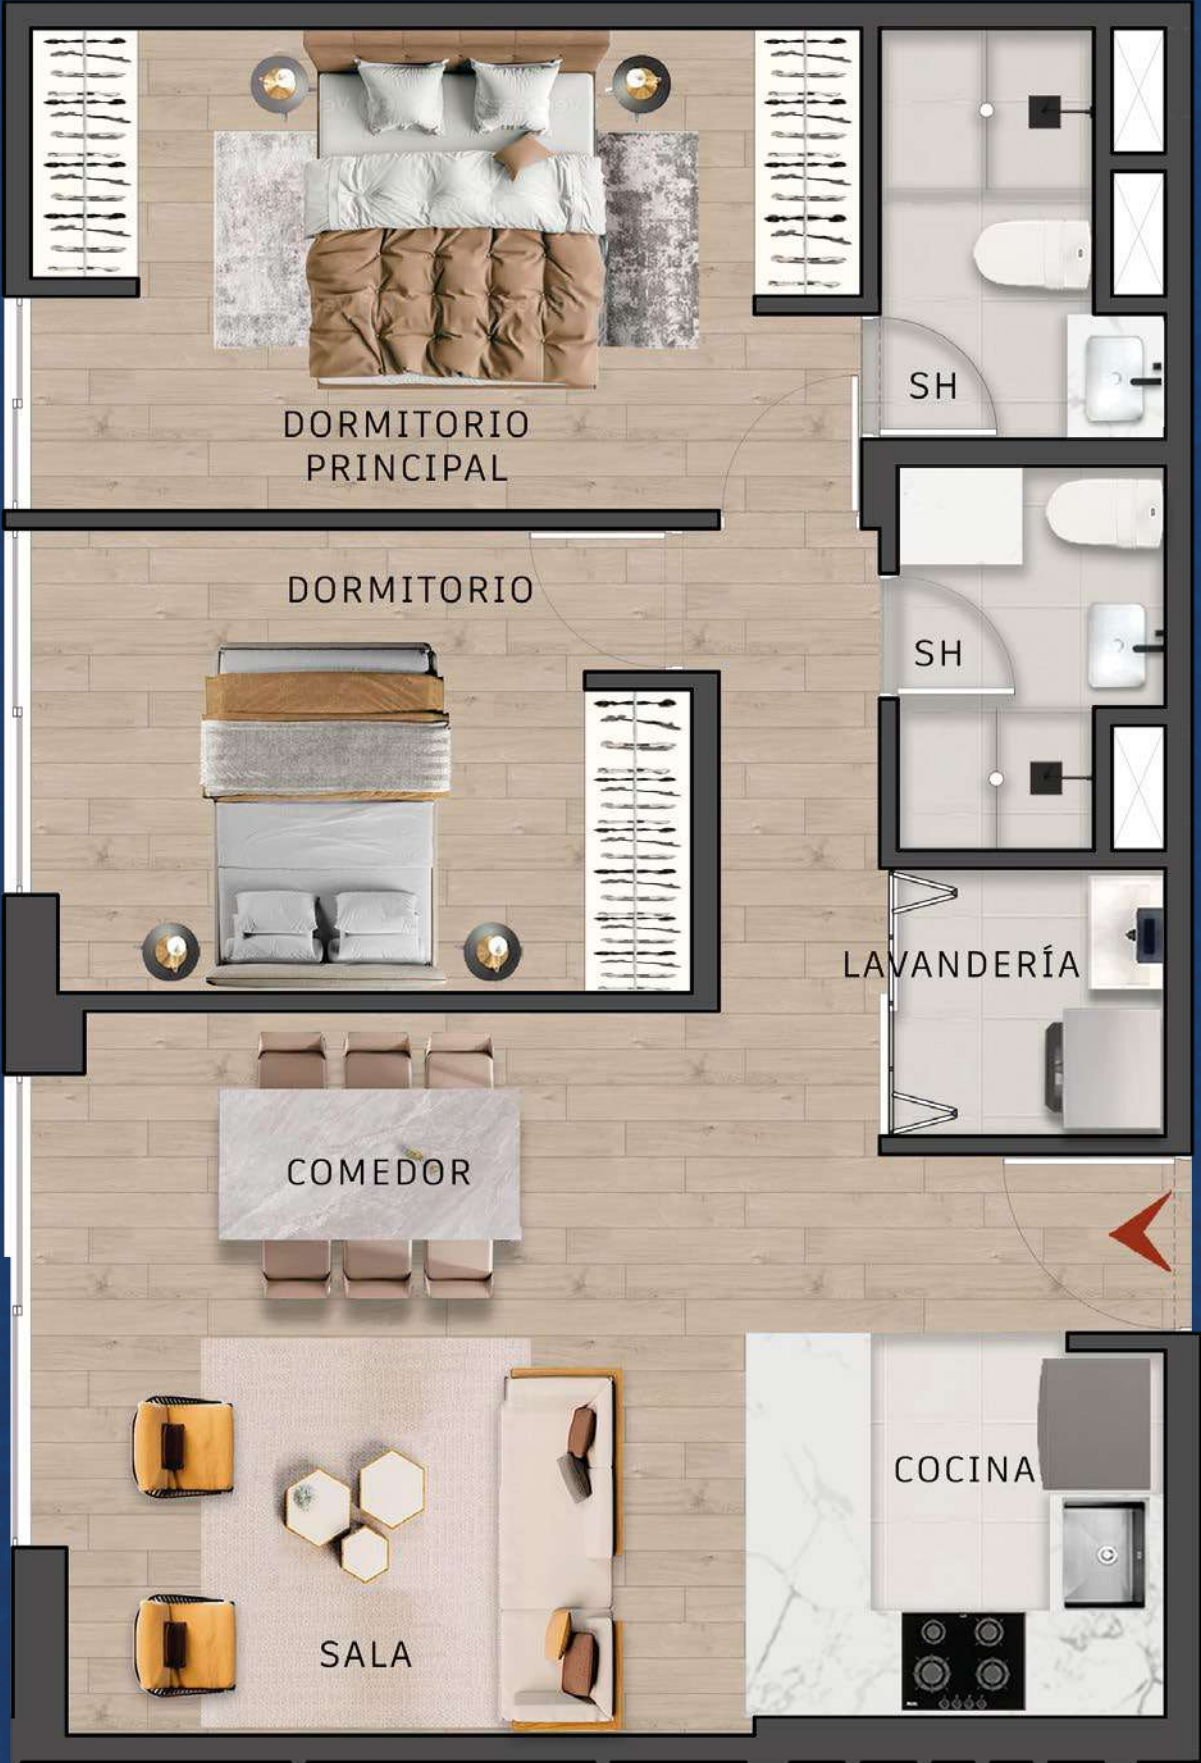 DORMITORIO
PRINCIPAL
SH
DORMITORIO
SH
LAVANDERÍA
COMEDOR
COCINA
SALA